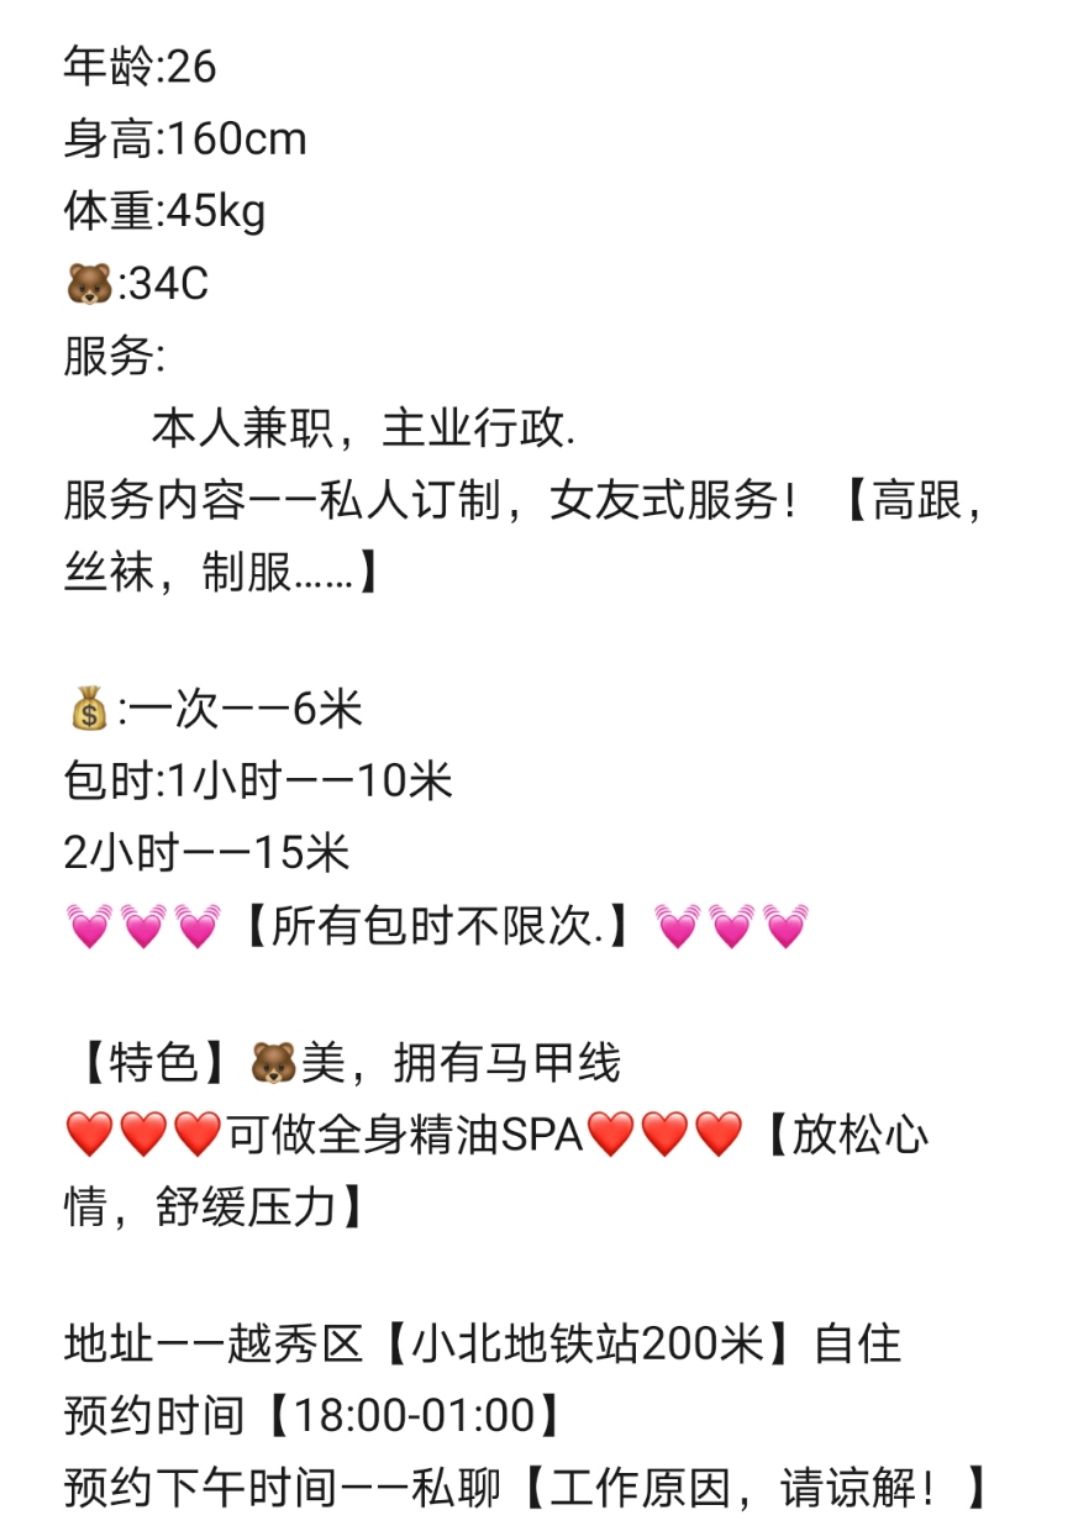 年龄:26
身高:160cm
体重:45kg
🐻:34C
服务:
本人兼职，主业行政.
服务内容——私人订制，女友式服务！【高跟，
丝袜，制服……】
💰:一次——6米
包时:1小时——10米
2小时——15米
💓💓💓【所有包时不限次.】💓💓💓
【特色】🐻美，拥有马甲线
❤️❤️❤️可做全身精油SPA❤️❤️❤️【放松心
情，舒缓压力】
地址——越秀区【小北地铁站200米】自住
预约时间【18:00-01:00】
预约下午时间——私聊【工作原因，请谅解！】